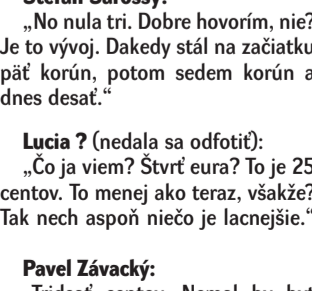 „No nula tri. Dobre hovorím, nie?
Je to vývoj. Dakedy stál na začiatku
päť korún, potom sedem korún a
dnes desať.“
Lucia ? (nedala sa odfotiť):
„Čo ja viem? Štvrť eura? To je 25
centov. To menej ako teraz, všakže?
Tak nech aspoň niečo je lacnejšie.“
Pavel Závacký: